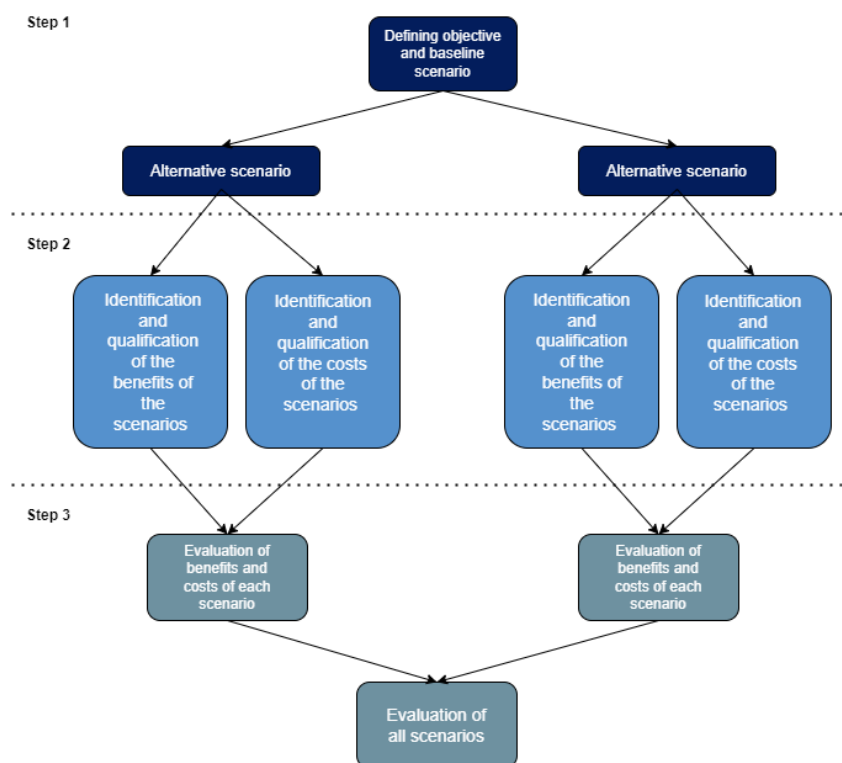 Step 1
Defining objective
and baseline
scenario
Alternative scenario
Alternative scenario
Step 2
Identification
and
qualification
of the
benefits of
the
scenarios
Identification
and
qualification
of the costs
of the
scenarios
Identification
and
qualification
of the
benefits of
the
scenarios
Identification
and
qualification
of the costs
of the
scenarios
Step 3
Evaluation of
benefits and
costs of each
scenario
Evaluation of
benefits and
costs of each
scenario
Evaluation of
all scenarios